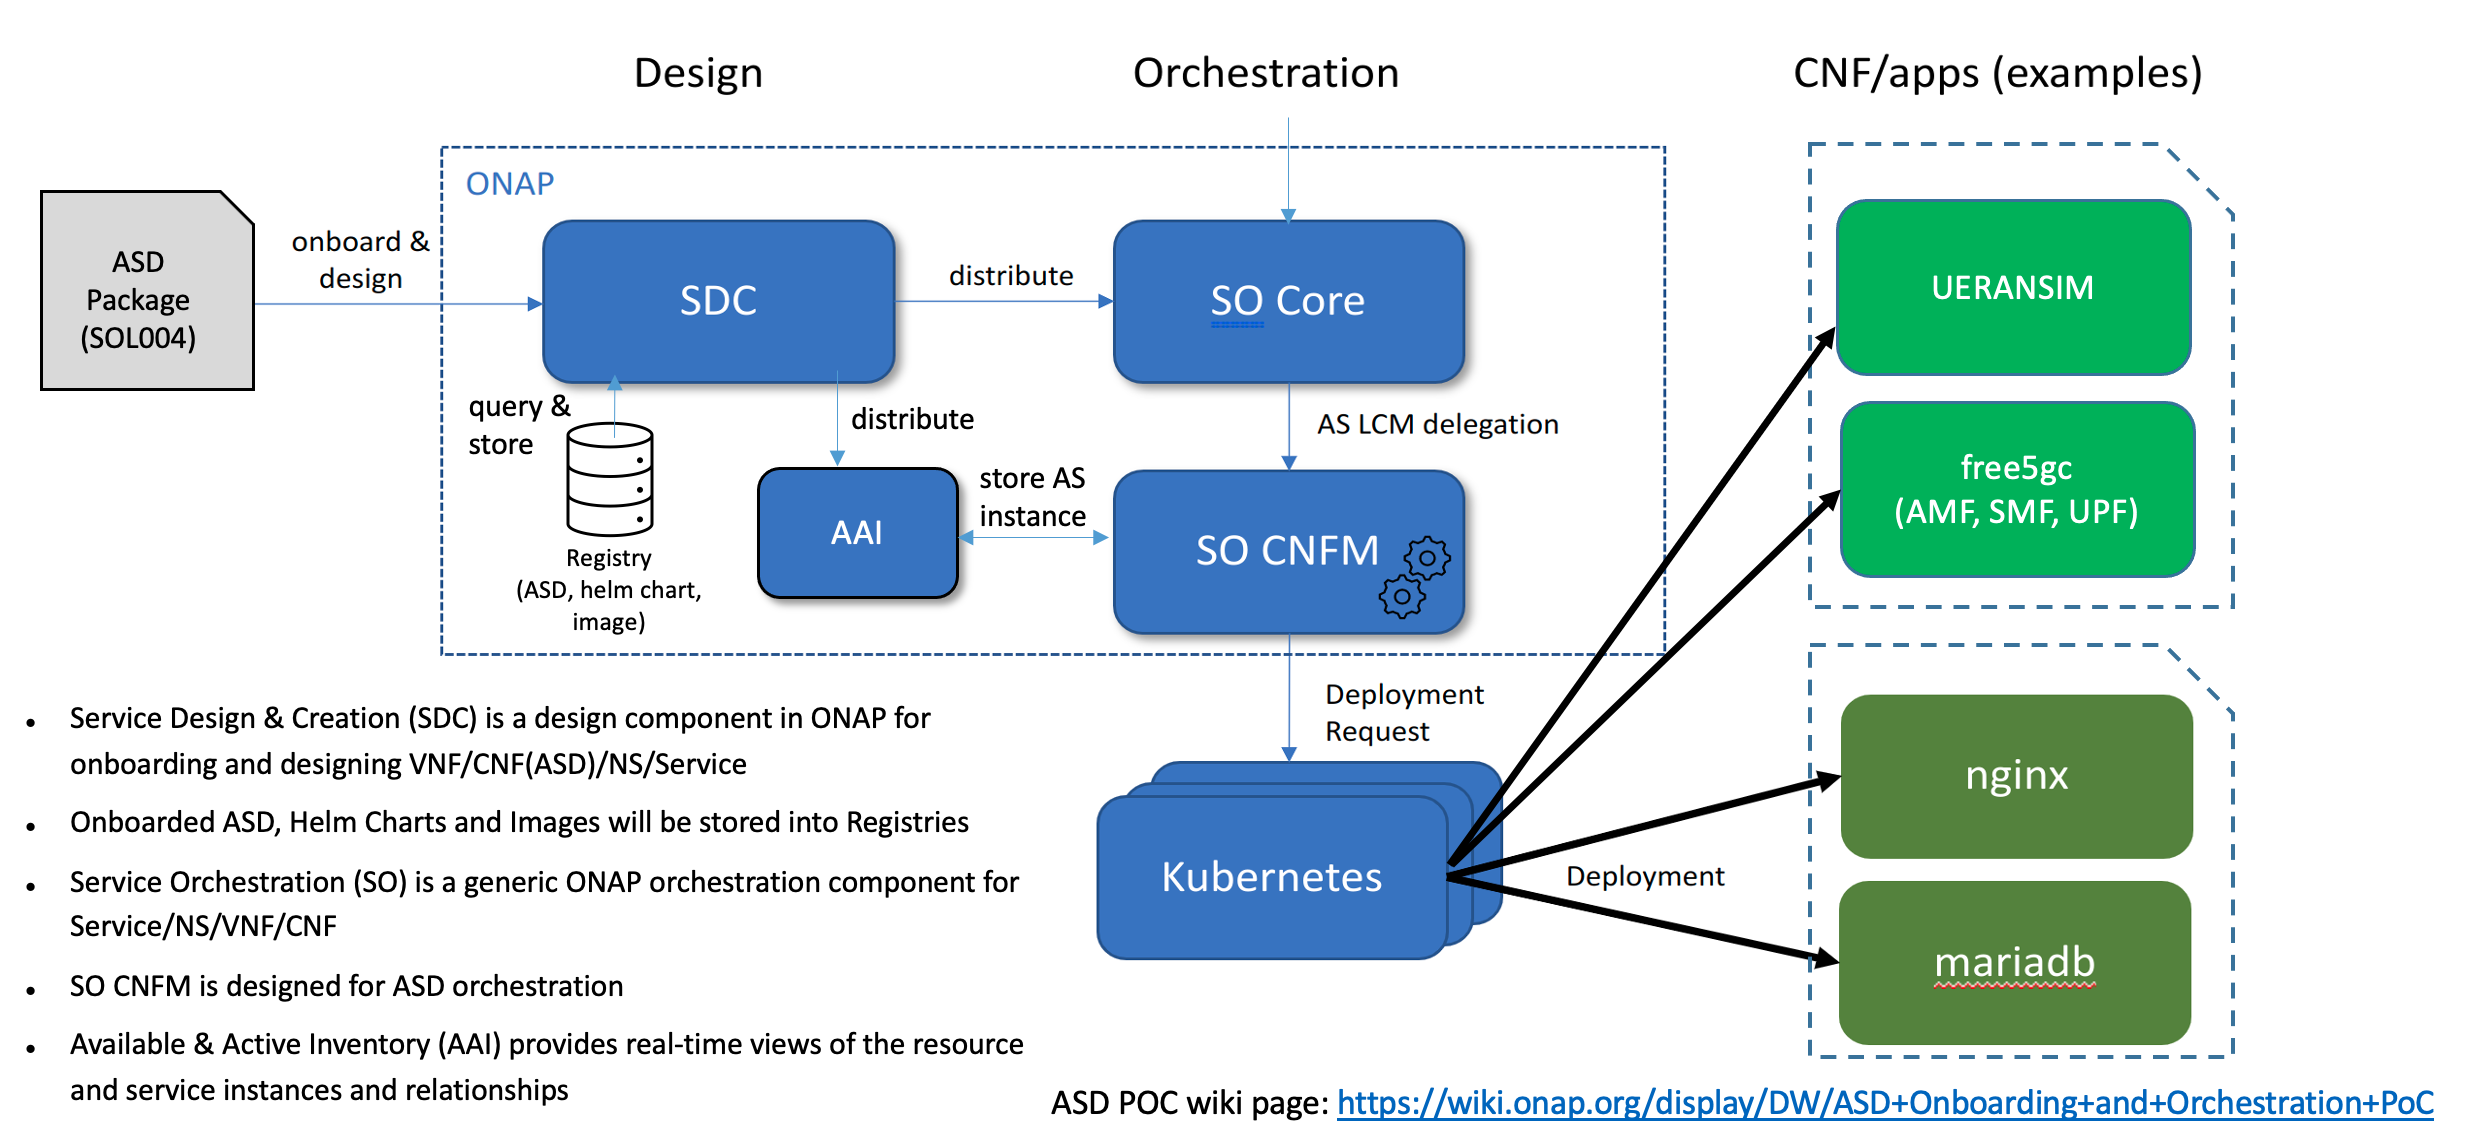 Design
Orchestration
CNF/apps (examples)
ONAP
ASD
Package
(SOL004)
onboard &
design
SDC
distribute
SO Core
query &
store
distribute
AS LCM delegation
Registry
(ASD, helm chart,
image)
AAI
store AS
instance
SO CNFM
Deployment
Request
Kubernetes
Deployment
UERANSIM
free5gc
(AMF, SMF, UPF)
nginx
mariadb
• Service Design & Creation (SDC) is a design component in ONAP for
onboarding and designing VNF/CNF(ASD)/NS/Service
• Onboarded ASD, Helm Charts and Images will be stored into Registries
• Service Orchestration (SO) is a generic ONAP orchestration component for
Service/NS/VNF/CNF
• SO CNFM is designed for ASD orchestration
• Available & Active Inventory (AAI) provides real-time views of the resource
and service instances and relationships
ASD POC wiki page: https://wiki.onap.org/display/DW/ASD+Onboarding+and+Orchestration+PoC